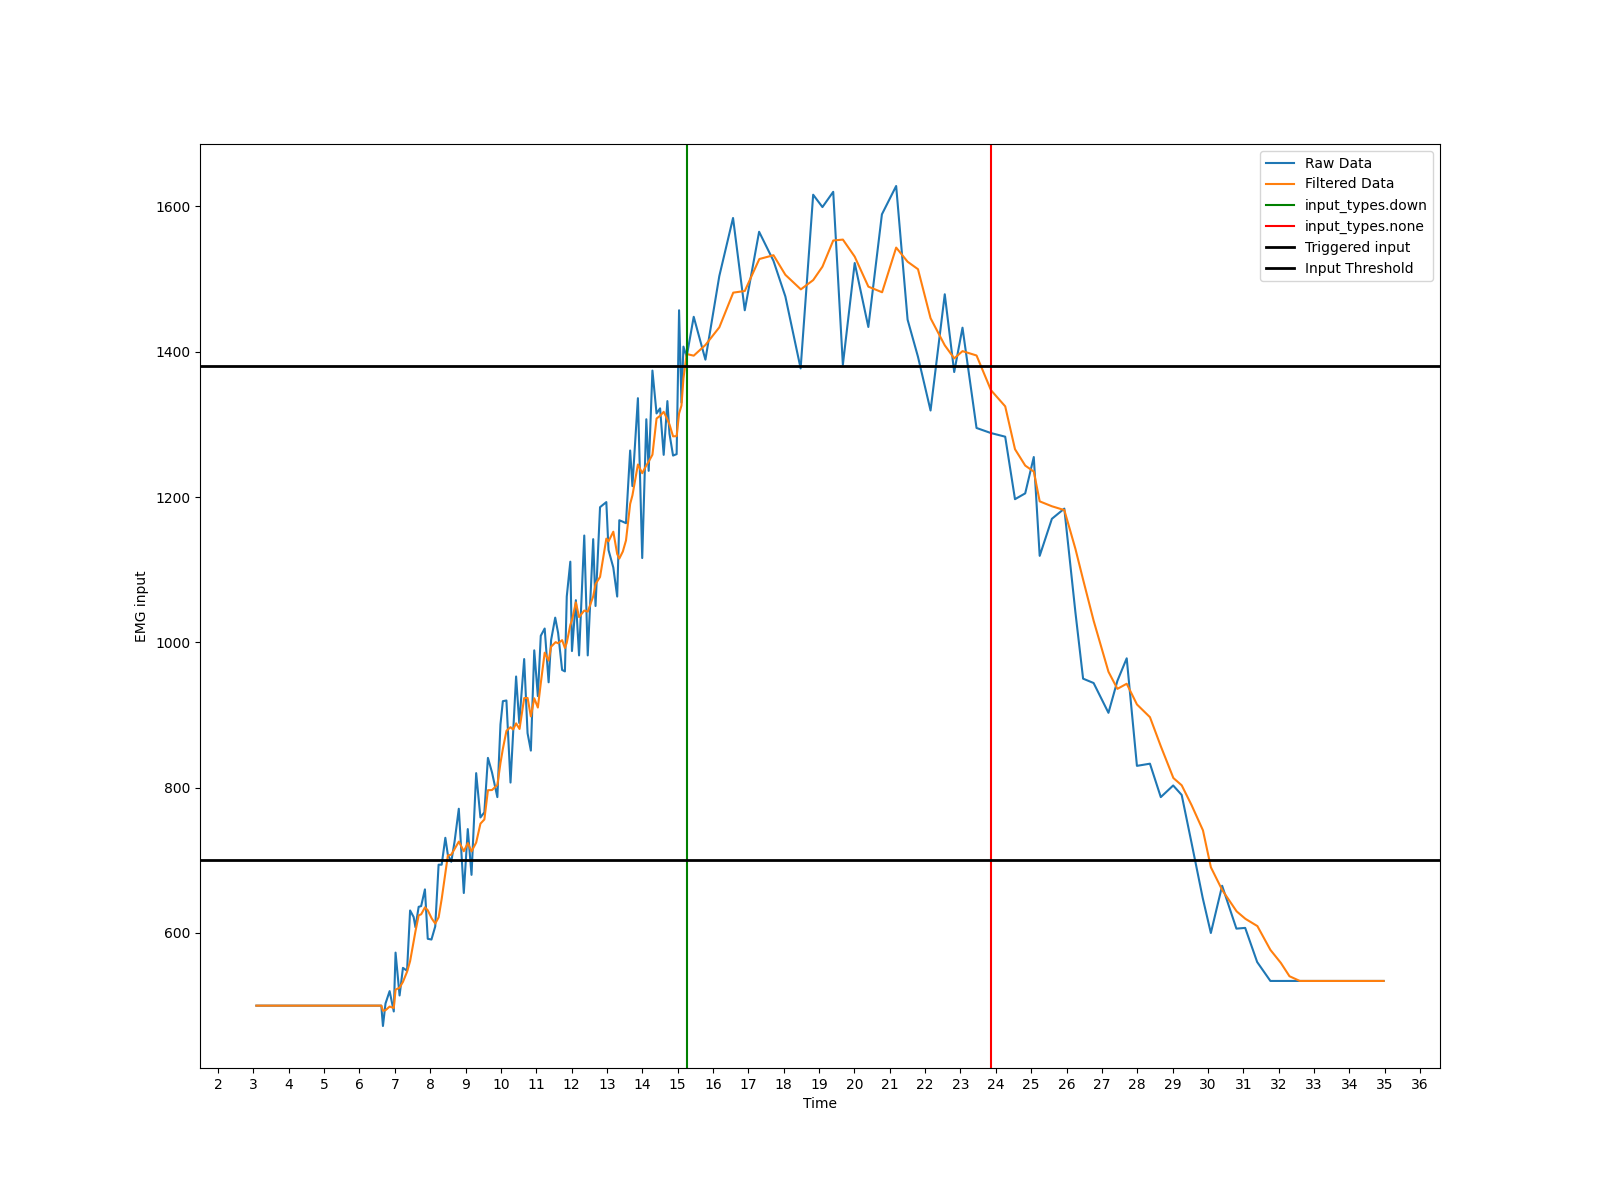 Raw Data
Filtered Data
input_types.down
input_types.none
Triggered input
Input Threshold
1600
1400
1200
1000
800
600
EMG input
2 3 4 5 6 7 8 9 10 11 12 13 14 15 16 17 18 19 20 21 22 23 24 25 26 27 28 29 30 31 32 33 34 35 36
Time